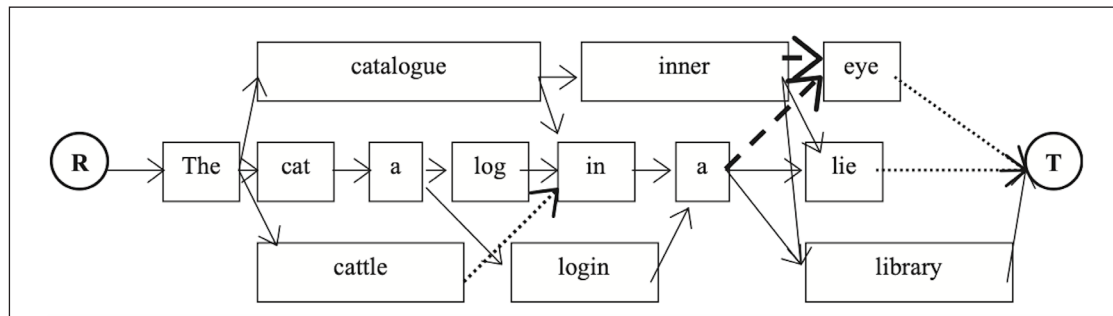 catalogue inner eye
R The cat a log in a lie T
cattle login library